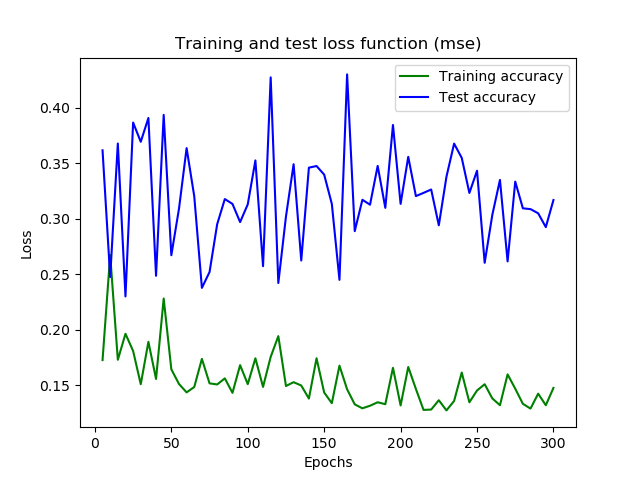 Training and test loss function (mse)
Training accuracy
Test accuracy
Loss
0.40
0.35
0.30
0.25
0.20
0.15
0 50 100 150 200 250 300
Epochs